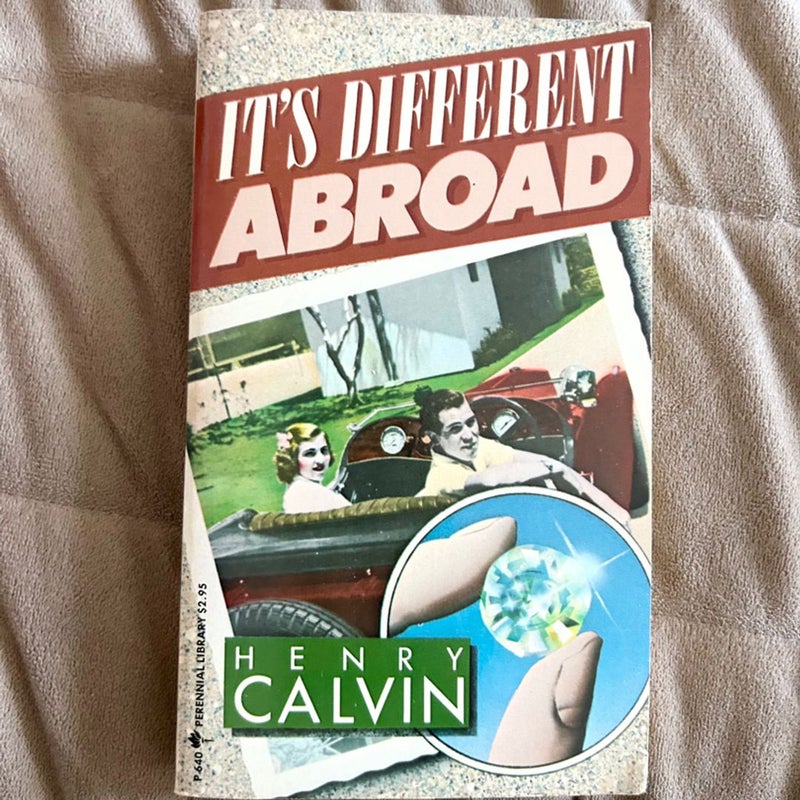 IT'S DIFFERENT
ABROAD
HENRY
CALVIN
P-640 PERENNIAL LIBRARY $2.95